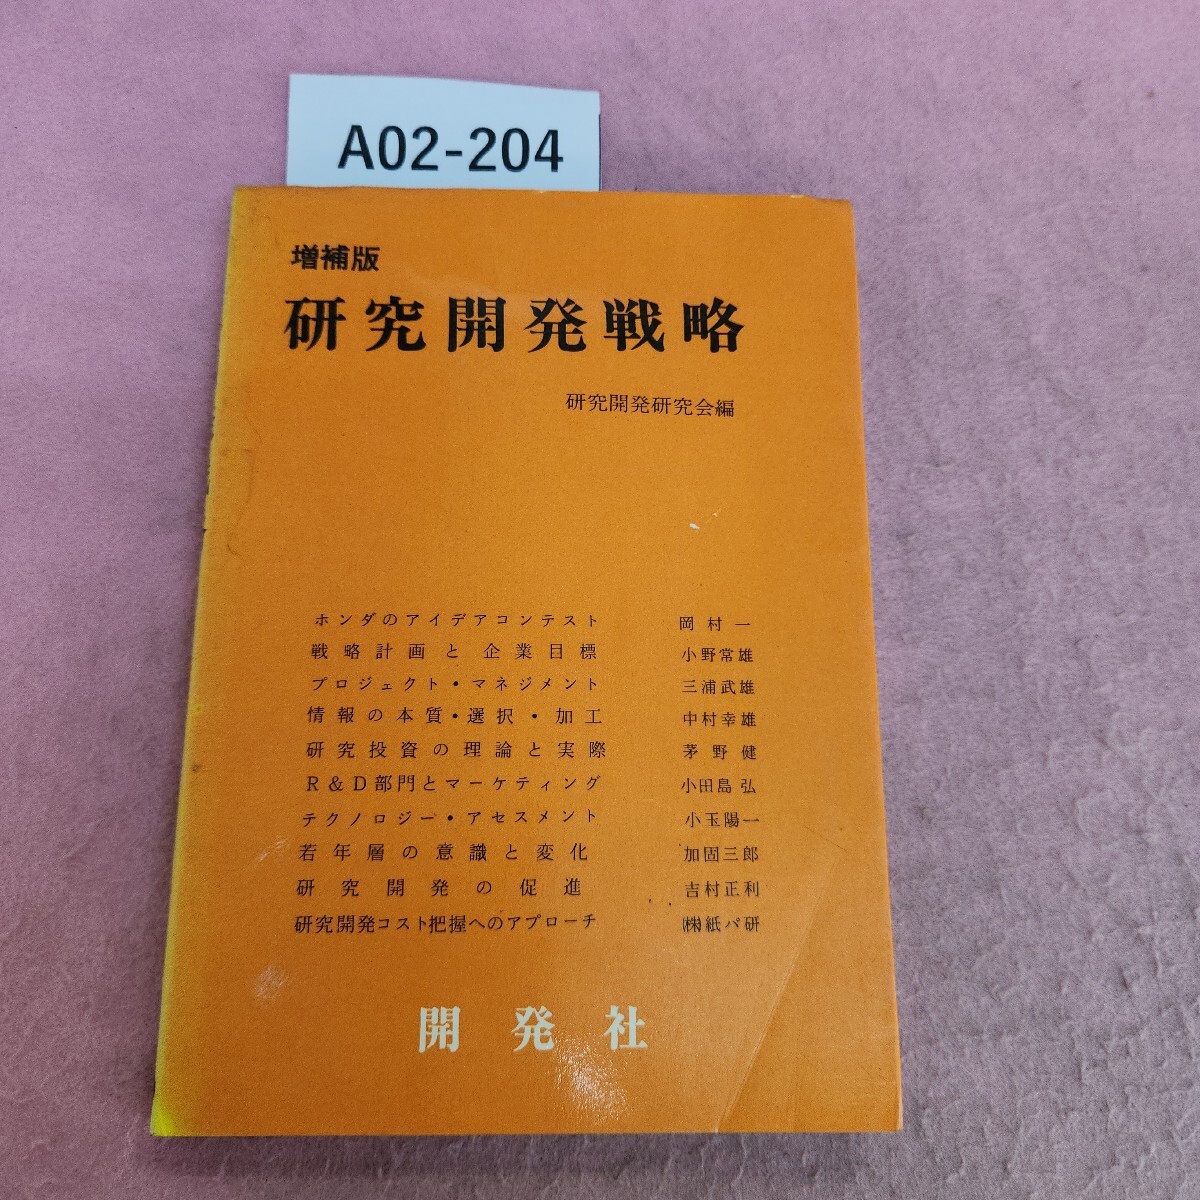 A02-204
増補版
研究開発戦略
研究開発研究会編
ホンダのアイデアコンテスト 岡村一
戦略計画と企業目標 小野常雄
プロジェクト・マネジメント 三浦武雄
情報の本質・選択・加工 中村幸雄
研究投資の理論と実際 茅野健
R&D部門とマーケティング 小田島弘
テクノロジー・アセスメント 小玉陽一
若年層の意識と変化 加固三郎
研究開発の促進 吉村正利
研究開発コスト把握へのアプローチ ㈱紙パ研
開発社